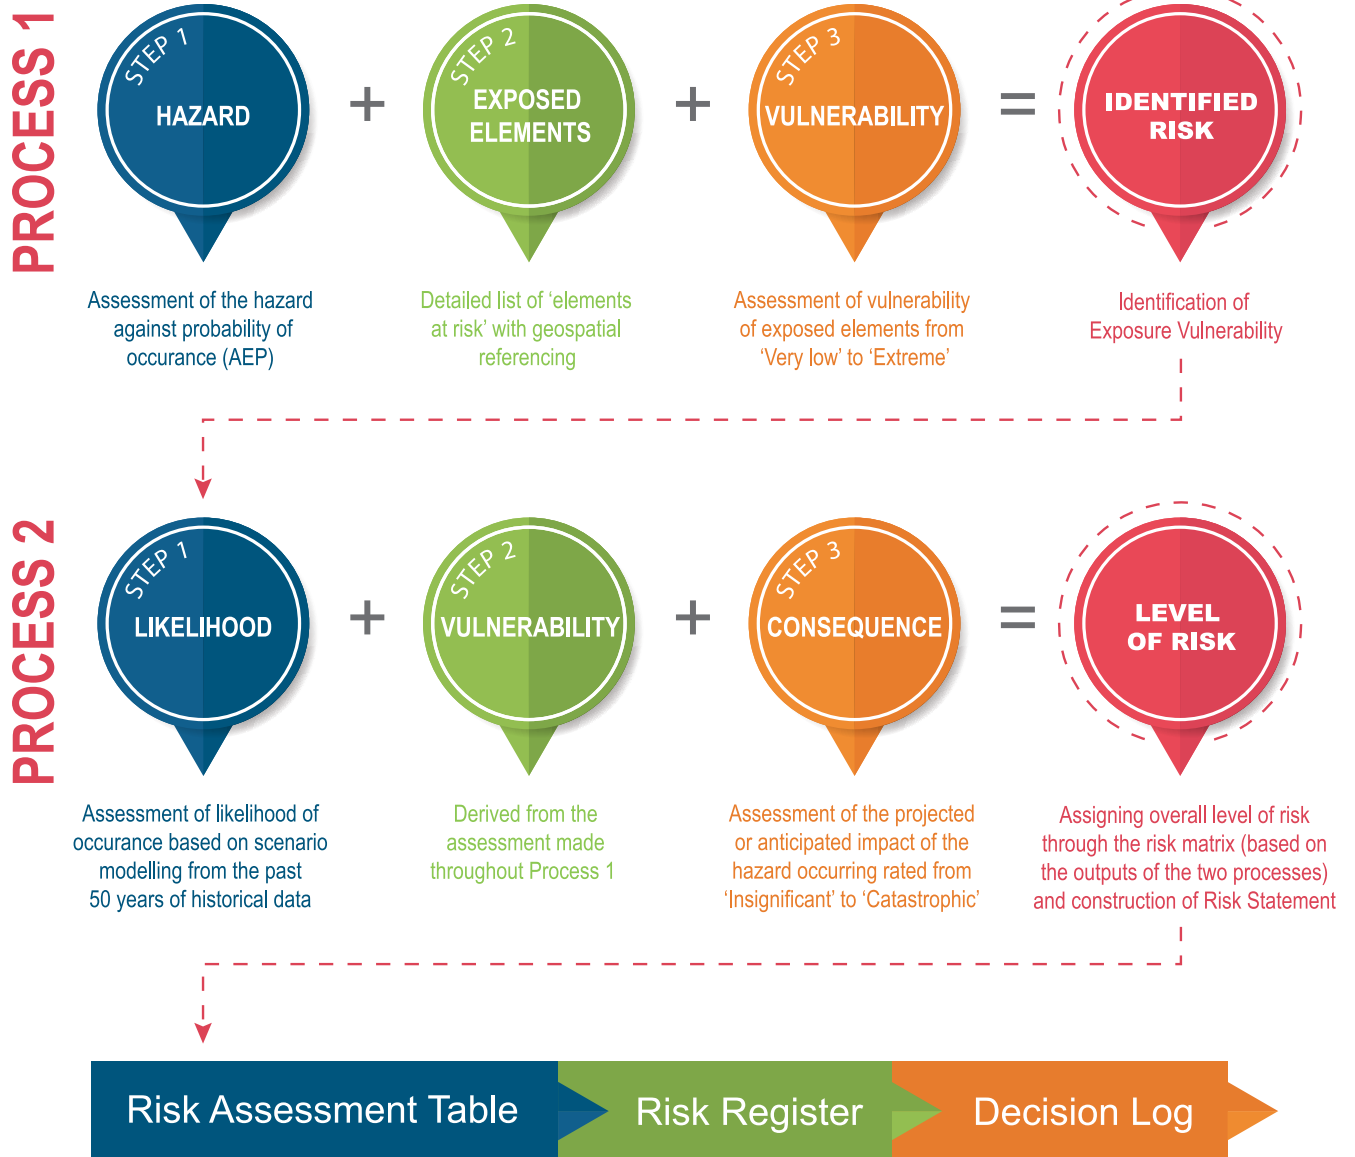 PROCESS 1
STEP 1
HAZARD
+
STEP 2
EXPOSED
ELEMENTS
+
STEP 3
VULNERABILITY
=
IDENTIFIED
RISK
Assessment of the hazard
against probability of
occurance (AEP)
Detailed list of ‘elements
at risk’ with geospatial
referencing
Assessment of vulnerability
of exposed elements from
‘Very low’ to ‘Extreme’
Identification of
Exposure Vulnerability
PROCESS 2
STEP 1
LIKELIHOOD
+
STEP 2
VULNERABILITY
+
STEP 3
CONSEQUENCE
=
LEVEL
OF RISK
Assessment of likelihood of
occurance based on scenario
modelling from the past
50 years of historical data
Derived from the
assessment made
throughout Process 1
Assessment of the projected
or anticipated impact of the
hazard occurring rated from
‘Insignificant’ to ‘Catastrophic’
Assigning overall level of risk
through the risk matrix (based on
the outputs of the two processes)
and construction of Risk Statement
Risk Assessment Table
Risk Register
Decision Log